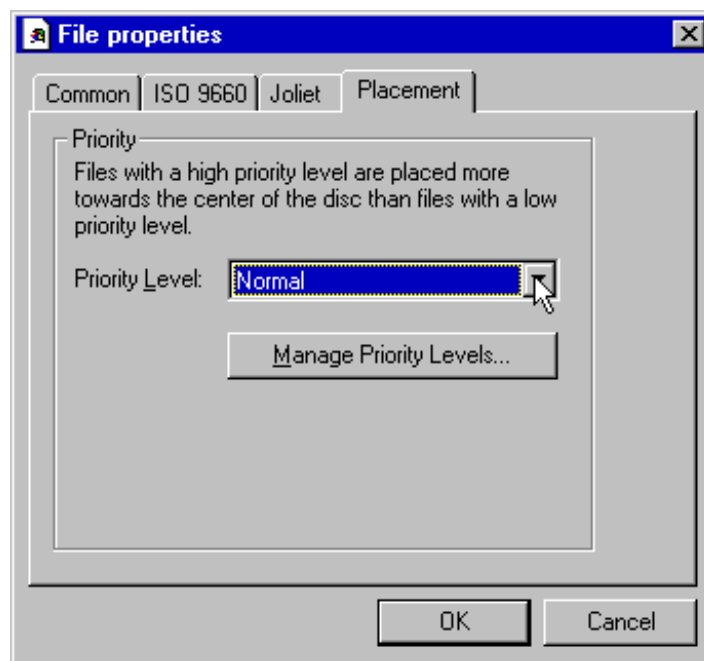 File properties
Common ISO 9660 Joliet Placement
Priority
Files with a high priority level are placed more
towards the center of the disc than files with a low
priority level.
Priority Level: Normal
Manage Priority Levels...
OK Cancel